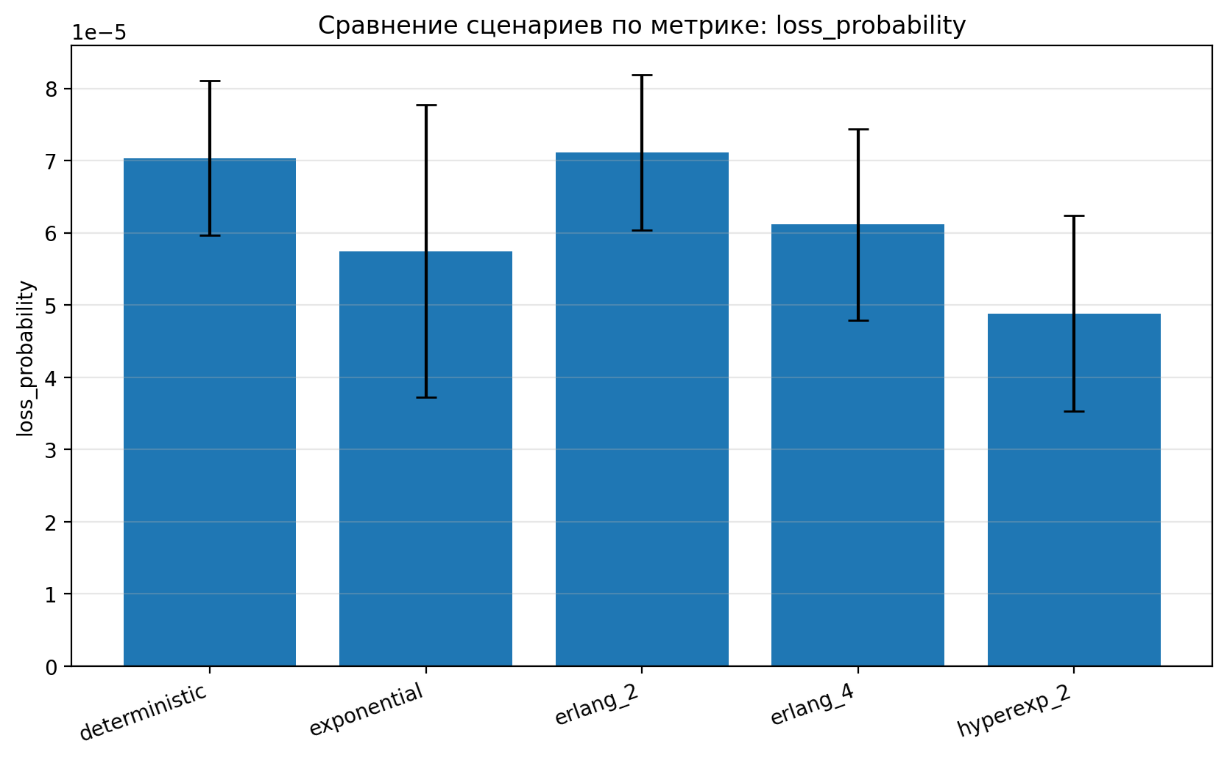 Сравнение сценариев по метрике: loss_probability
1e−5
8
7
6
5
4
3
2
1
0
loss_probability
deterministic
exponential
erlang_2
erlang_4
hyperexp_2